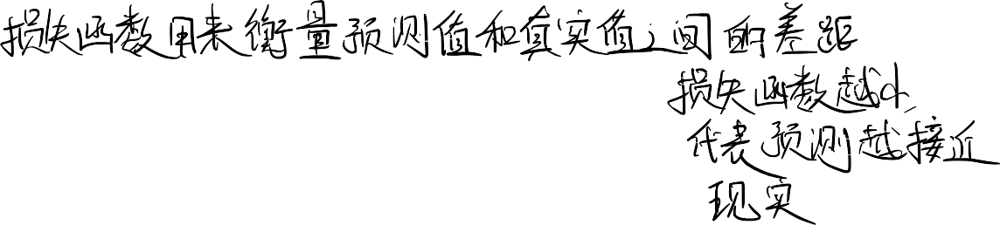 损失函数用来衡量预测值和真实值之间的差距
损失函数越小,
代表预测越接近
现实